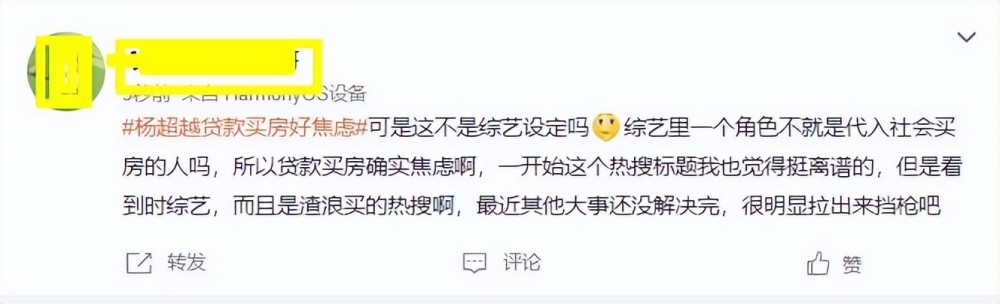 5秒前 来自 HarmonyOS设备
#杨超越贷款买房好焦虑#可是这不是综艺设定吗 综艺里一个角色不就是代入社会买
房的人吗，所以贷款买房确实焦虑啊，一开始这个热搜标题我也觉得挺离谱的，但是看
到时综艺，而且是渣浪买的热搜啊，最近其他大事还没解决完，很明显拉出来挡枪吧
转发 评论 赞